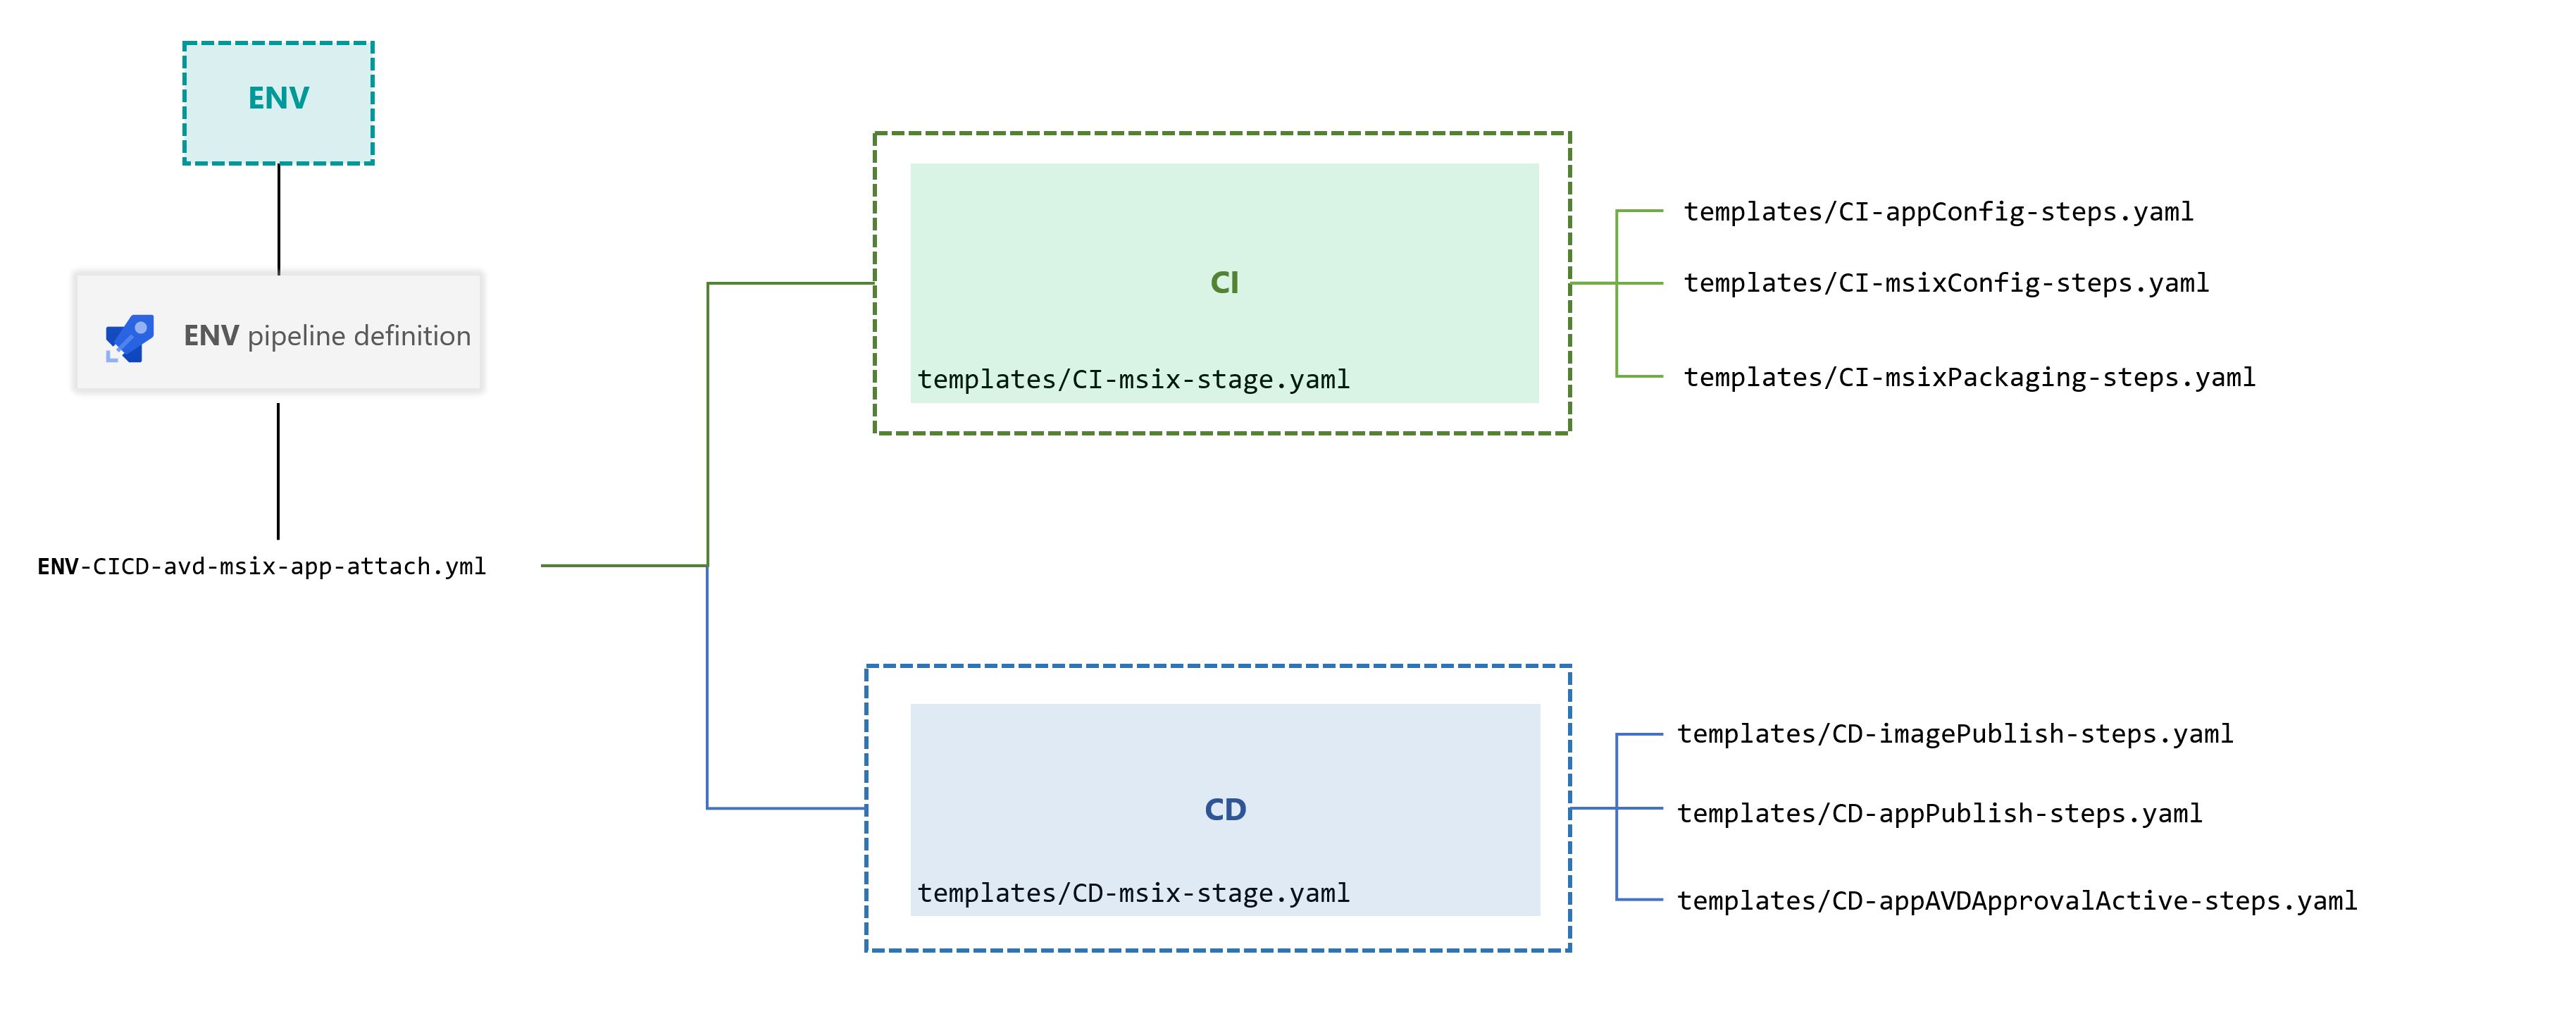 ENV
ENV pipeline definition
ENV-CICD-avd-msix-app-attach.yml
CI
templates/CI-msix-stage.yaml
templates/CI-appConfig-steps.yaml
templates/CI-msixConfig-steps.yaml
templates/CI-msixPackaging-steps.yaml
CD
templates/CD-msix-stage.yaml
templates/CD-imagePublish-steps.yaml
templates/CD-appPublish-steps.yaml
templates/CD-appAVDApprovalActive-steps.yaml